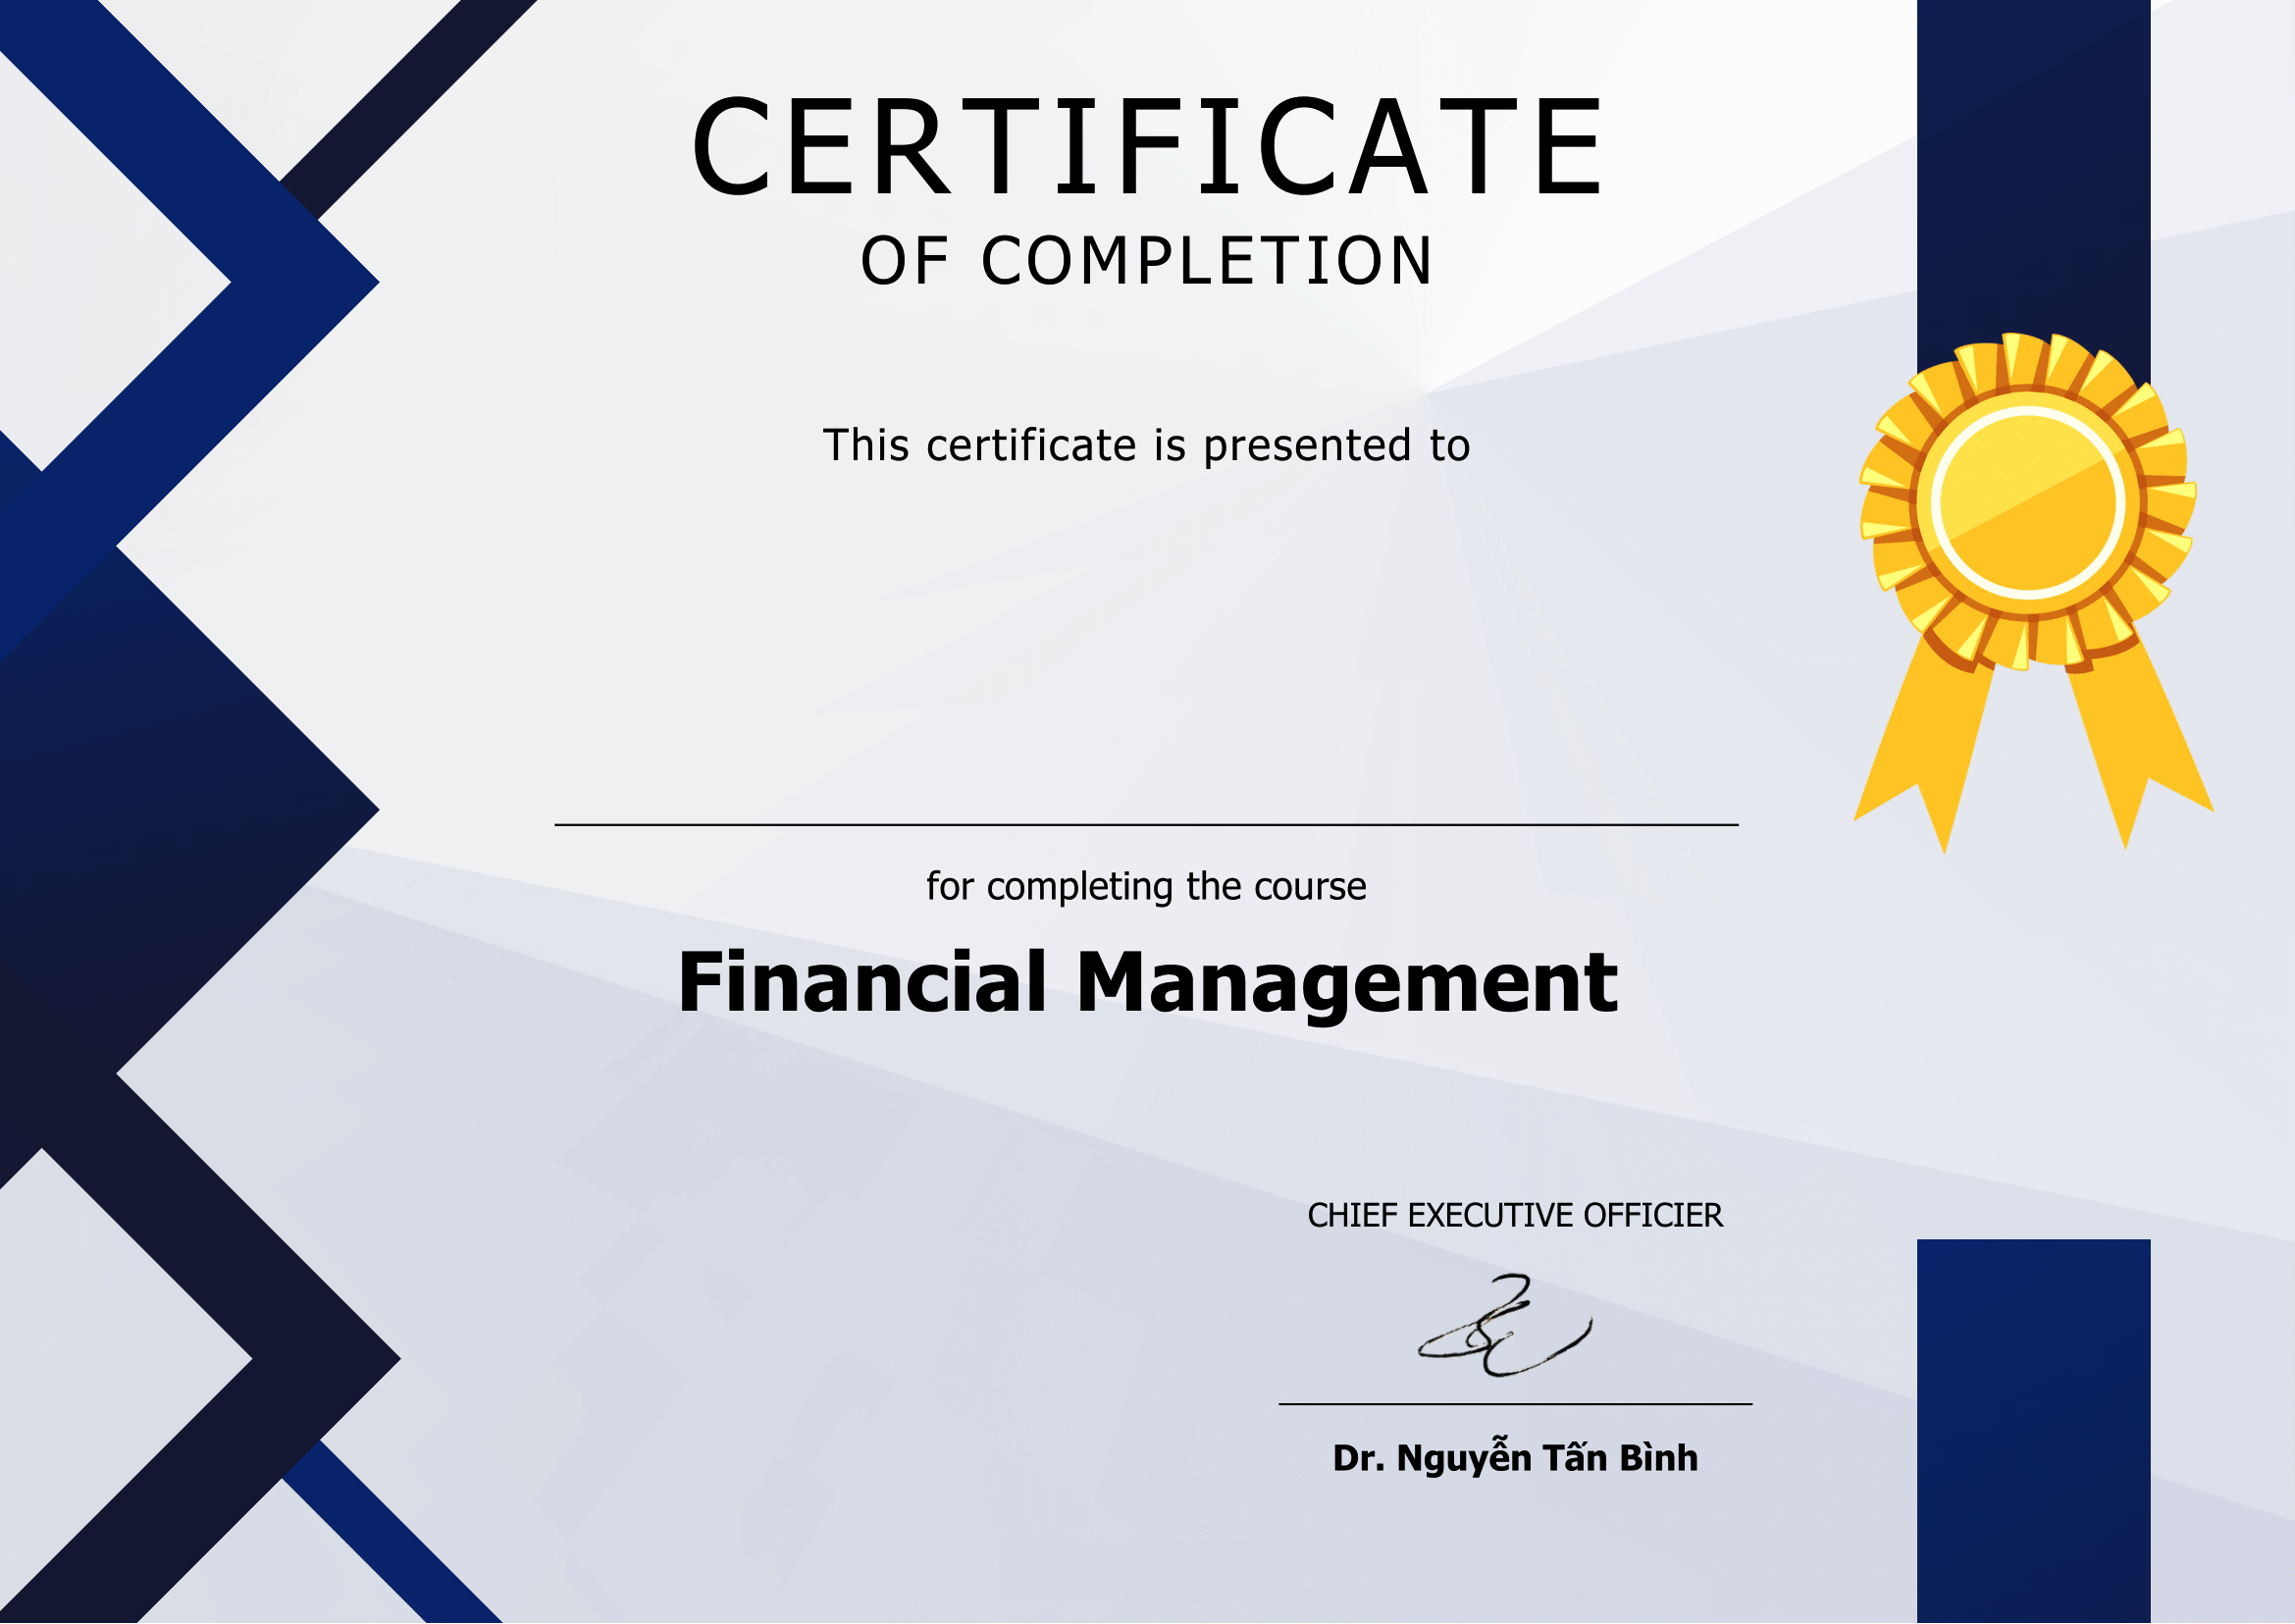 CERTIFICATE
OF COMPLETION
This certificate is presented to
for completing the course
Financial Management
CHIEF EXECUTIVE OFFICIER
Dr. Nguyễn Tấn Bình